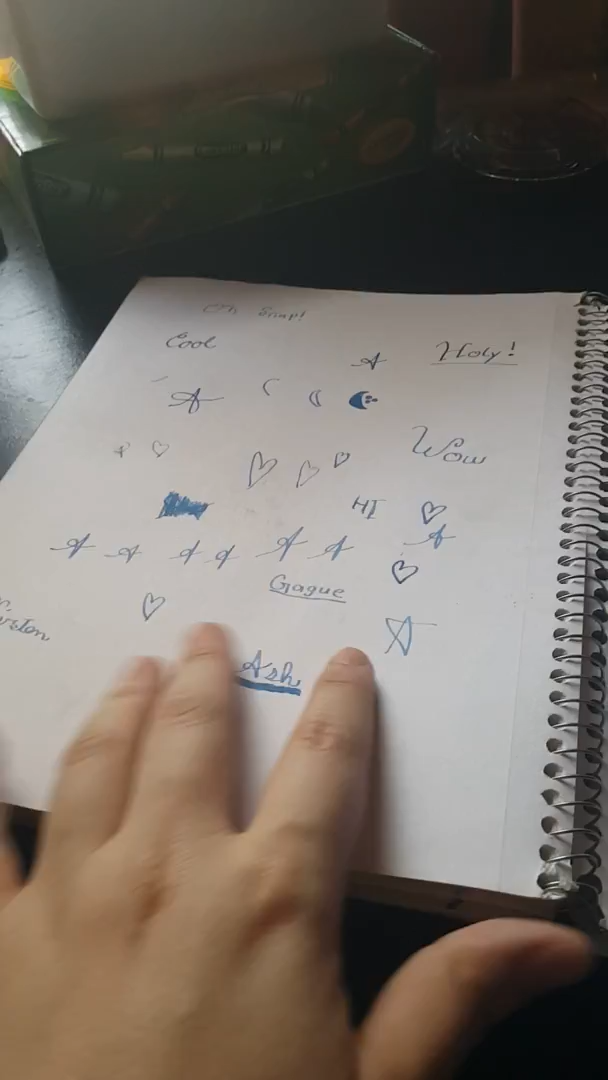 Oh Snap!
Cool
A
Holy!
A
Wow
HI
A A A A A A A
Gague
Ash